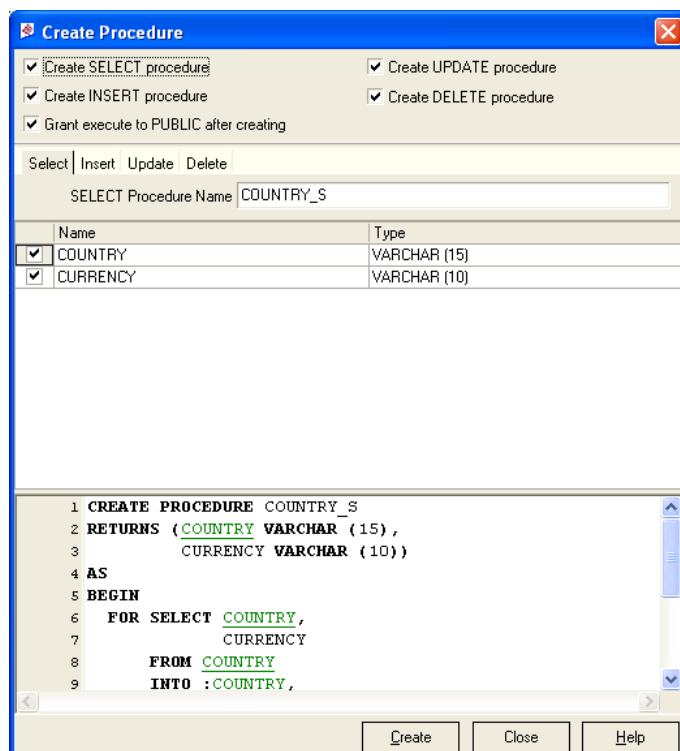 Create Procedure
Create SELECT procedure Create UPDATE procedure
Create INSERT procedure Create DELETE procedure
Grant execute to PUBLIC after creating
Select Insert Update Delete
SELECT Procedure Name COUNTRY_S
Name Type
COUNTRY VARCHAR (15)
CURRENCY VARCHAR (10)
1 CREATE PROCEDURE COUNTRY_S
2 RETURNS (COUNTRY VARCHAR (15),
3 CURRENCY VARCHAR (10))
4 AS
5 BEGIN
6 FOR SELECT COUNTRY,
7 CURRENCY
8 FROM COUNTRY
9 INTO :COUNTRY,
Create Close Help